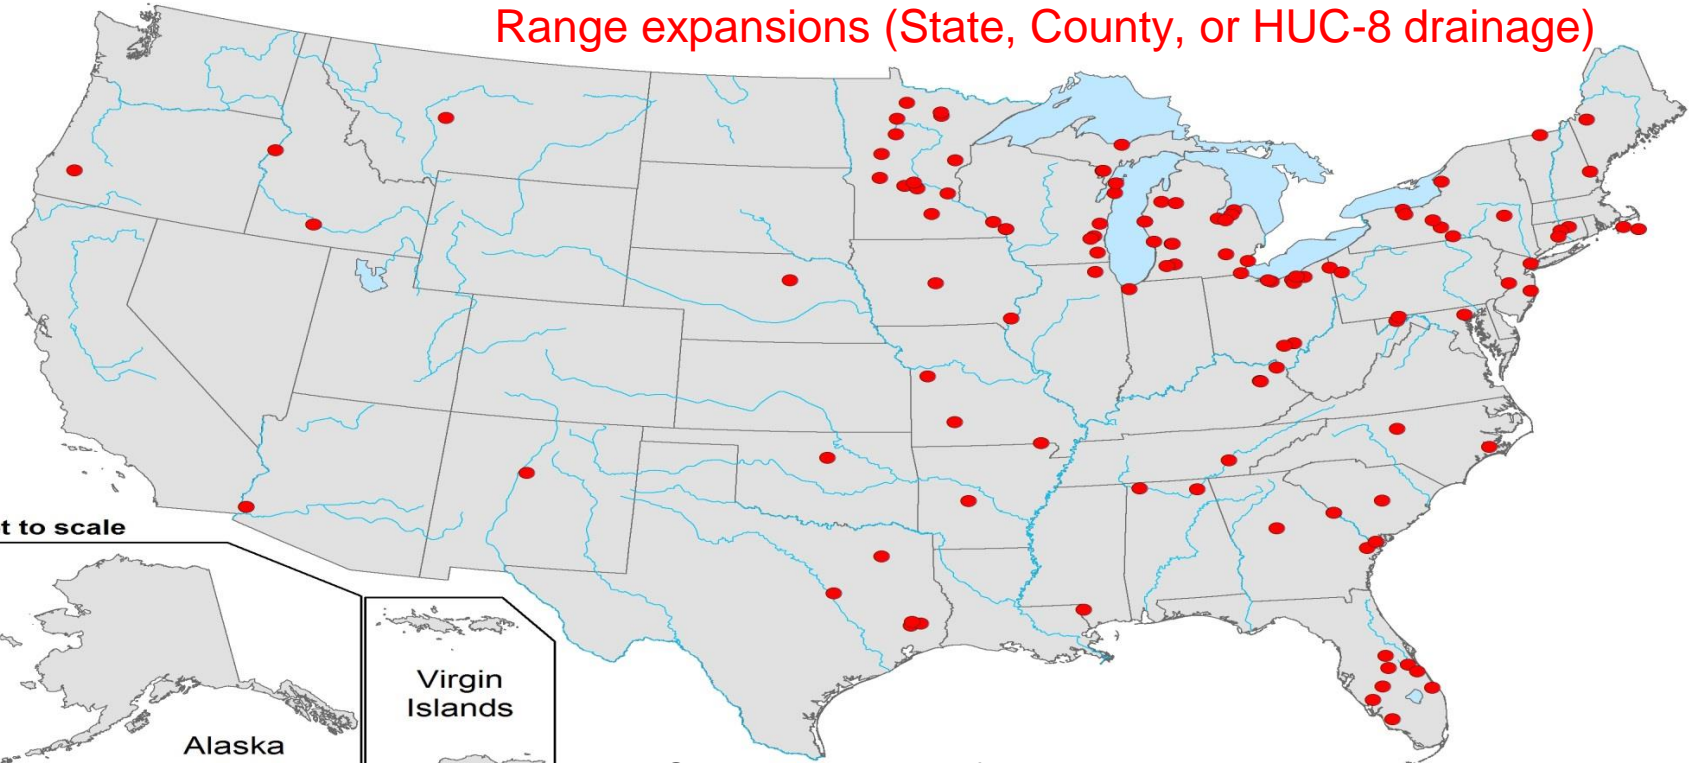 Range expansions (State, County, or HUC-8 drainage)
t to scale
Virgin
Islands
Alaska